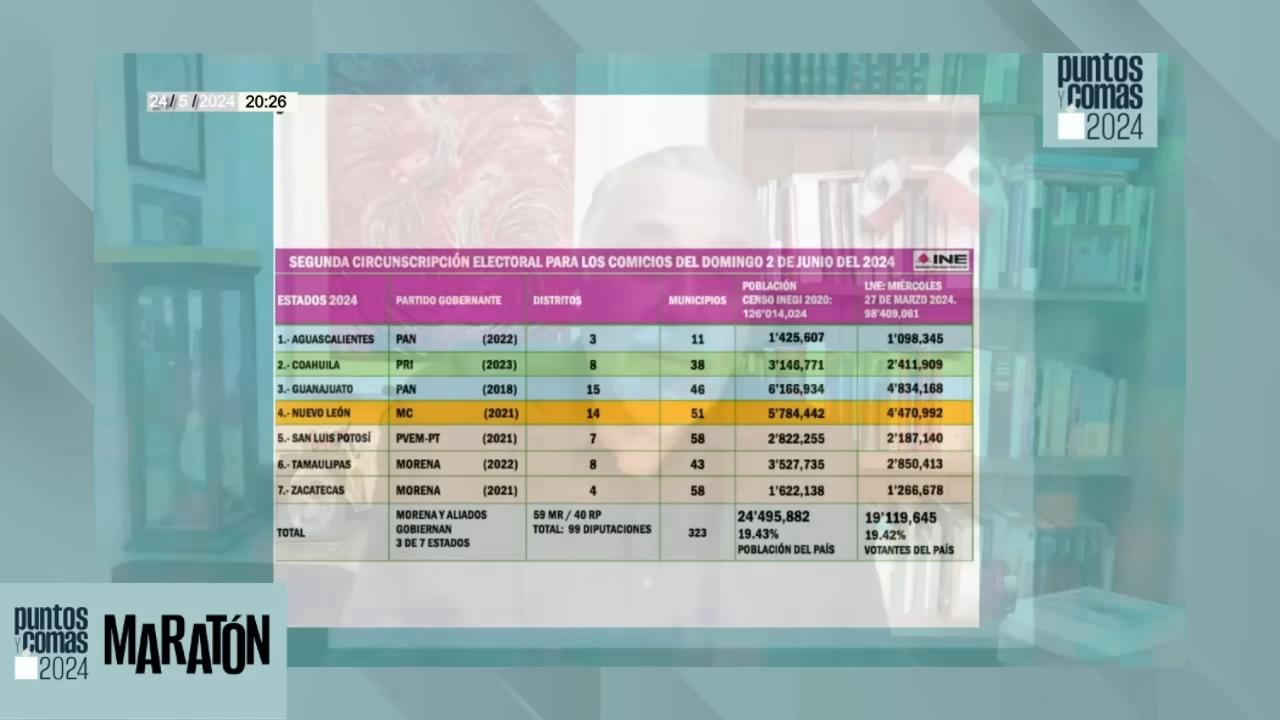 24/ 5 /2024 20:26
puntos
y comas
2024
SEGUNDA CIRCUNSCRIPCIÓN ELECTORAL PARA LOS COMICIOS DEL DOMINGO 2 DE JUNIO DEL 2024 INE
ESTADOS 2024 PARTIDO GOBERNANTE DISTRITOS MUNICIPIOS POBLACIÓN CENSO INEGI 2020: 126'014,024 LNE: MIÉRCOLES 27 DE MARZO 2024. 98'409,061
1.- AGUASCALIENTES PAN (2022) 3 11 1'425,607 1'098,345
2.- COAHUILA PRI (2023) 8 38 3'146,771 2'411,909
3.- GUANAJUATO PAN (2018) 15 46 6'166,934 4'834,168
4.- NUEVO LEÓN MC (2021) 14 51 5'784,442 4'470,992
5.- SAN LUIS POTOSÍ PVEM-PT (2021) 7 58 2'822,255 2'187,140
6.- TAMAULIPAS MORENA (2022) 8 43 3'527,735 2'850,413
7.- ZACATECAS MORENA (2021) 4 58 1'622,138 1'266,678
TOTAL MORENA Y ALIADOS GOBIERNAN 3 DE 7 ESTADOS 59 MR / 40 RP TOTAL: 99 DIPUTACIONES 323 24'495,882 19.43% POBLACIÓN DEL PAÍS 19'119,645 19.42% VOTANTES DEL PAÍS
puntos
y comas
2024
MARATÓN